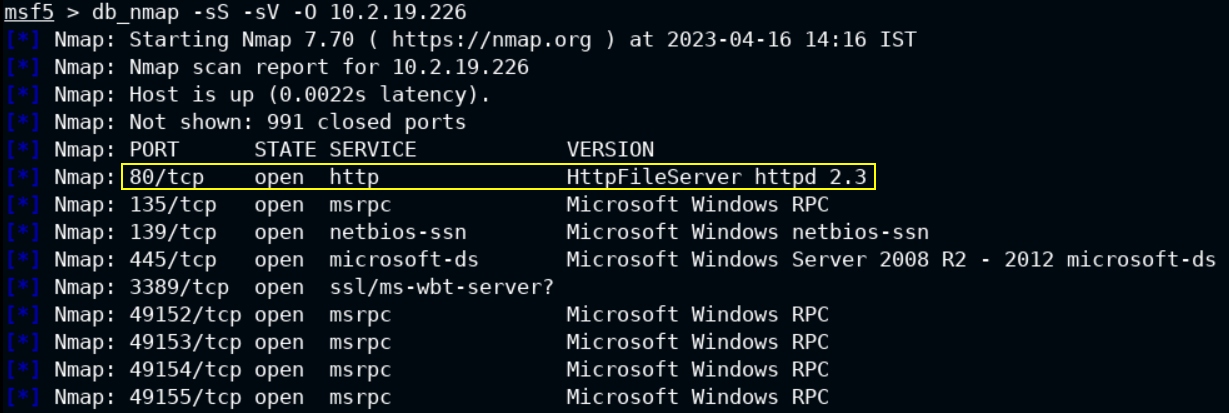 msf5 > db_nmap -sS -sV -O 10.2.19.226
[*] Nmap: Starting Nmap 7.70 ( https://nmap.org ) at 2023-04-16 14:16 IST
[*] Nmap: Nmap scan report for 10.2.19.226
[*] Nmap: Host is up (0.0022s latency).
[*] Nmap: Not shown: 991 closed ports
[*] Nmap: PORT      STATE SERVICE            VERSION
[*] Nmap: 80/tcp    open  http               HttpFileServer httpd 2.3
[*] Nmap: 135/tcp   open  msrpc              Microsoft Windows RPC
[*] Nmap: 139/tcp   open  netbios-ssn        Microsoft Windows netbios-ssn
[*] Nmap: 445/tcp   open  microsoft-ds       Microsoft Windows Server 2008 R2 - 2012 microsoft-ds
[*] Nmap: 3389/tcp  open  ssl/ms-wbt-server?
[*] Nmap: 49152/tcp open  msrpc              Microsoft Windows RPC
[*] Nmap: 49153/tcp open  msrpc              Microsoft Windows RPC
[*] Nmap: 49154/tcp open  msrpc              Microsoft Windows RPC
[*] Nmap: 49155/tcp open  msrpc              Microsoft Windows RPC